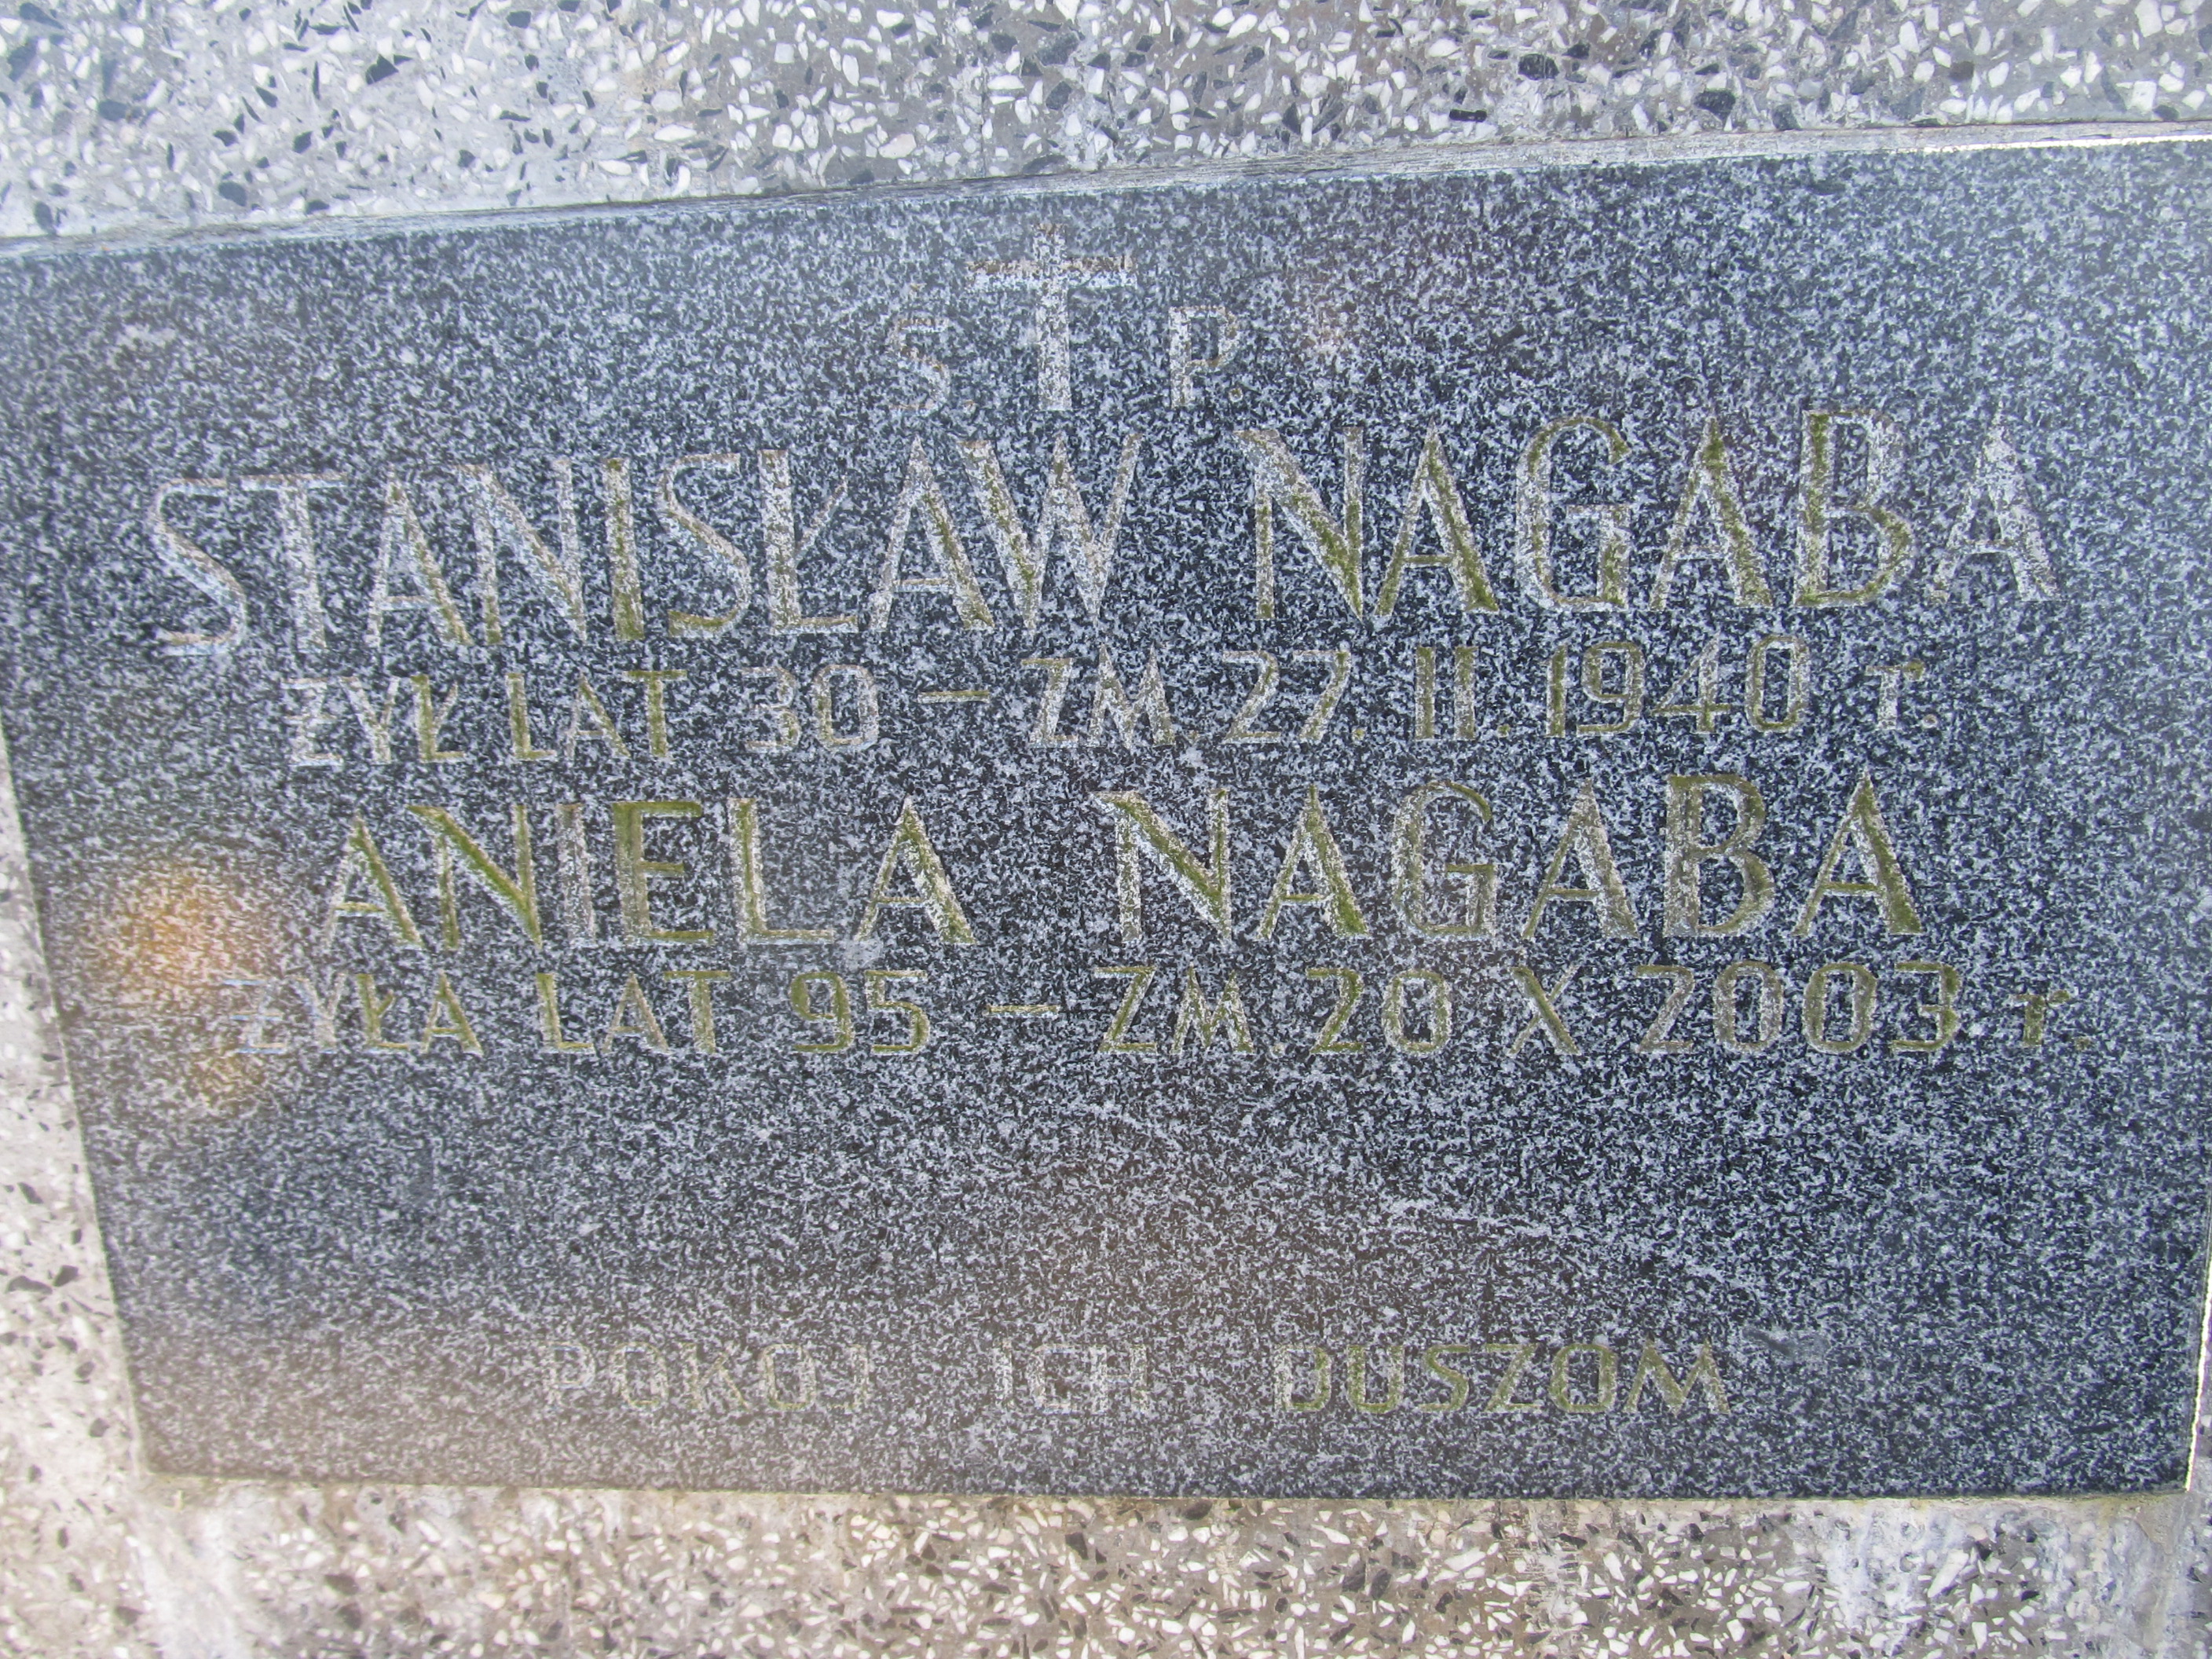 Ś. P.
STANISŁAW NAGABA
ŻYŁ LAT 30 — ZM. 27. II. 1940 r.
ANIELA NAGABA
ŻYŁA LAT 95 — ZM. 20 X 2003 r.
POKÓJ ICH DUSZOM